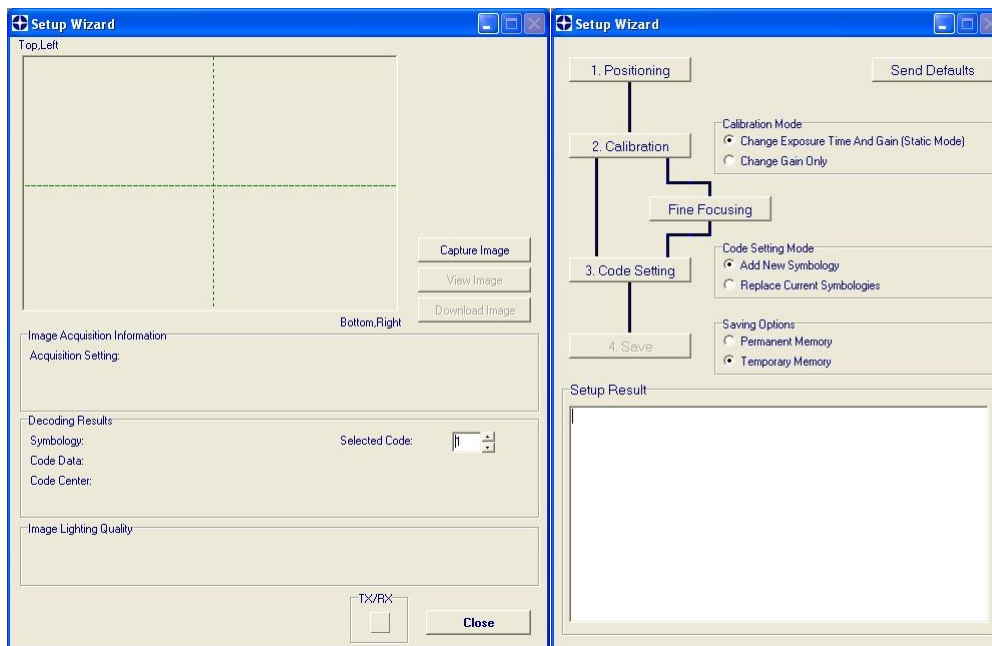 Setup Wizard
Top,Left
Capture Image
View Image
Download Image
Bottom,Right
Image Acquisition Information
Acquisition Setting:
Decoding Results
Symbology:
Selected Code: 1
Code Data:
Code Center:
Image Lighting Quality
TX/RX
Close
Setup Wizard
1. Positioning
Send Defaults
2. Calibration
Calibration Mode
Change Exposure Time And Gain (Static Mode)
Change Gain Only
Fine Focusing
3. Code Setting
Code Setting Mode
Add New Symbology
Replace Current Symbologies
4. Save
Saving Options
Permanent Memory
Temporary Memory
Setup Result